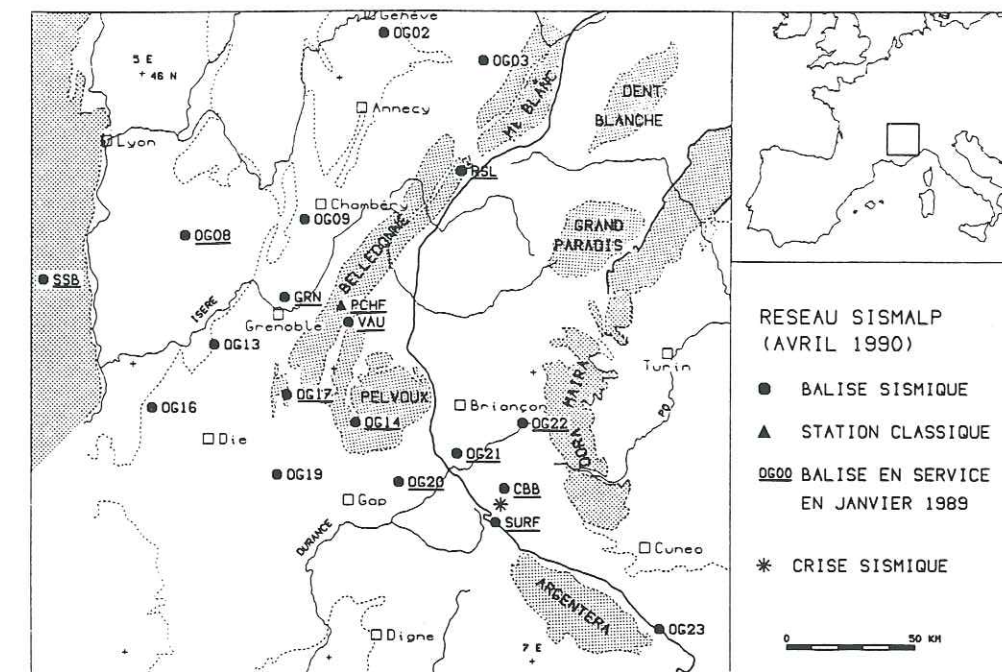 Genève
OG02
5 E
46 N
OG03
Annecy
Mt BLANC
DENT
BLANCHE
Lyon
RSL
Chambéry
OG09
OG08
BELLEDONNE
GRAND
PARADIS
SSB
GRN
PCHF
ISERE
Grenoble
VAU
OG13
Turin
OG17
PELVOUX
DORA MAIRA
OG16
Briançon
PO
OG14
OG22
Die
OG21
OG19
OG20
CBB
Gap
SURF
DURANCE
Cuneo
ARGENTERA
OG23
Digne
7 E
RESEAU SISMALP
(AVRIL 1990)
BALISE SISMIQUE
STATION CLASSIQUE
OG00 BALISE EN SERVICE
EN JANVIER 1989
CRISE SISMIQUE
0 50 KM